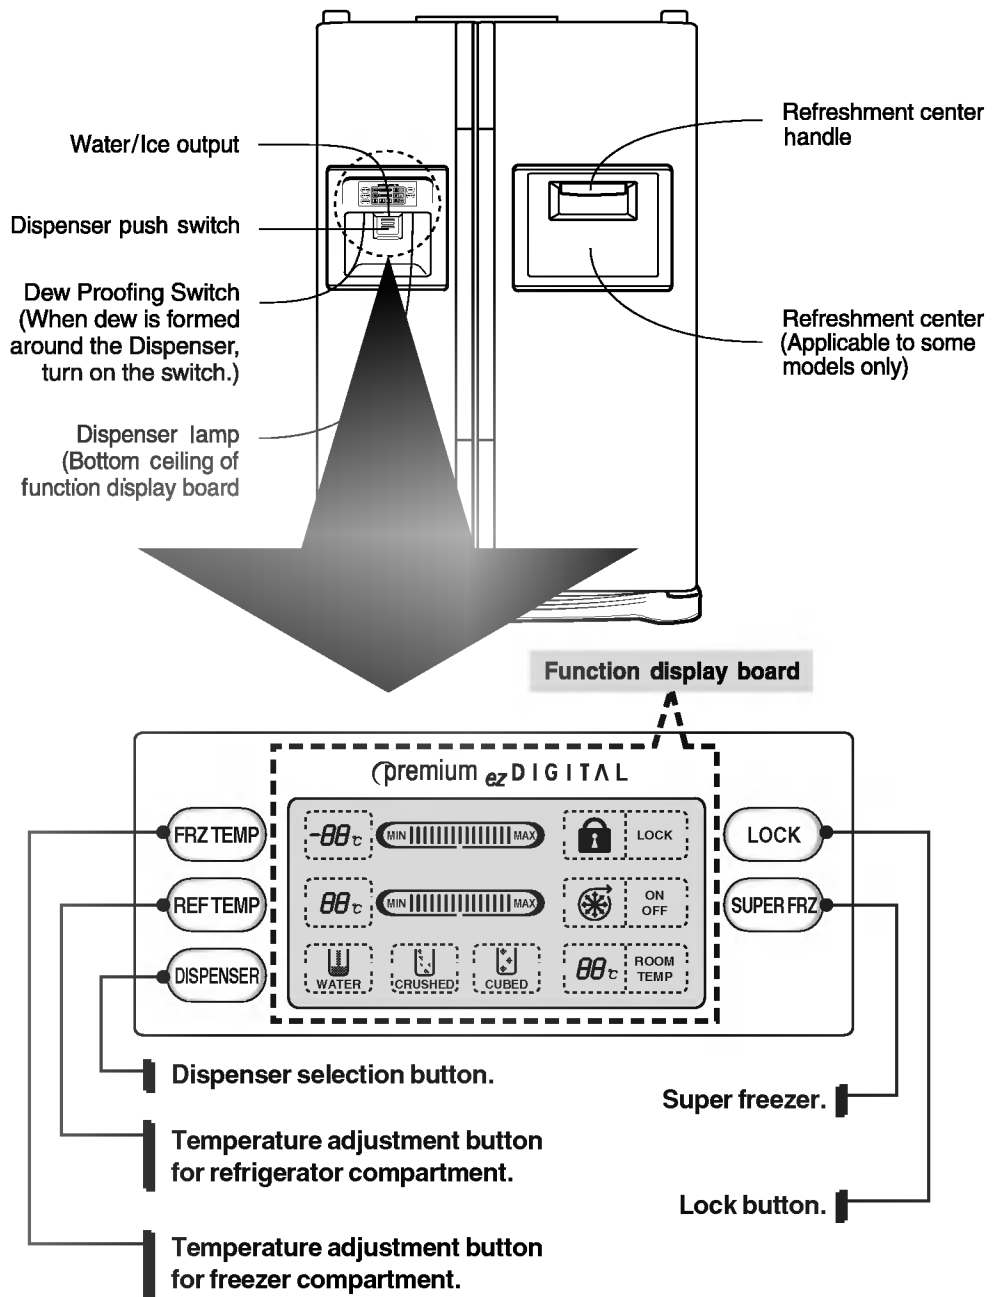 Water/Ice output
Dispenser push switch
Dew Proofing Switch
(When dew is formed
around the Dispenser,
turn on the switch.)
Dispenser lamp
(Bottom ceiling of
function display board
Refreshment center
handle
Refreshment center
(Applicable to some
models only)
Function display board
premium ez DIGITAL
FRZ TEMP
-88 °C
MIN MAX
LOCK
LOCK
REF TEMP
88 °C
MIN MAX
ON
OFF
SUPER FRZ
DISPENSER
WATER
CRUSHED
CUBED
88 °C
ROOM
TEMP
Dispenser selection button.
Super freezer.
Temperature adjustment button
for refrigerator compartment.
Lock button.
Temperature adjustment button
for freezer compartment.